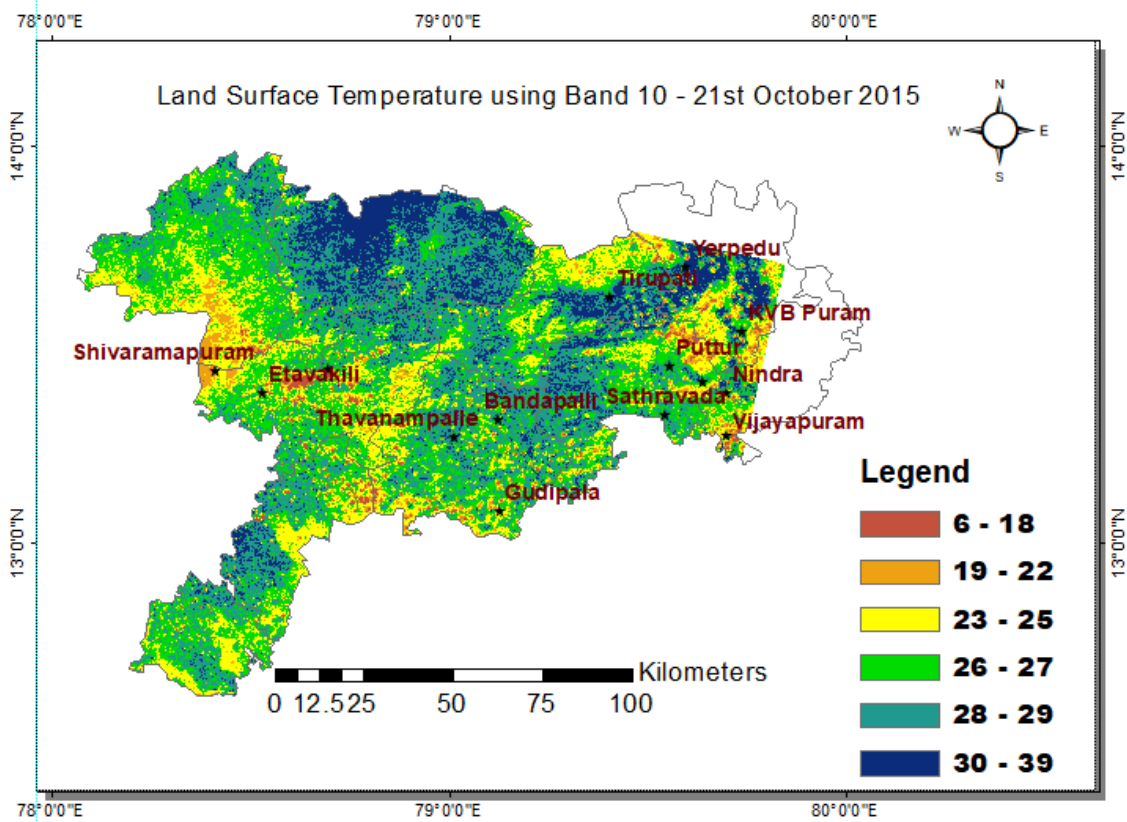 78°0'0"E 79°0'0"E 80°0'0"E
Land Surface Temperature using Band 10 - 21st October 2015
N
W E
S
14°0'0"N 14°0'0"N
Yerpedu
Tirupati
KVB Puram
Puttur
Shivaramapuram
Etavakili
Nindra
Sathravada
Bandapalli
Thavanampalle
Vijayapuram
Gudipala
13°0'0"N 13°0'0"N
Legend
6 - 18
19 - 22
23 - 25
26 - 27
28 - 29
30 - 39
Kilometers
0 12.5 25 50 75 100
78°0'0"E 79°0'0"E 80°0'0"E